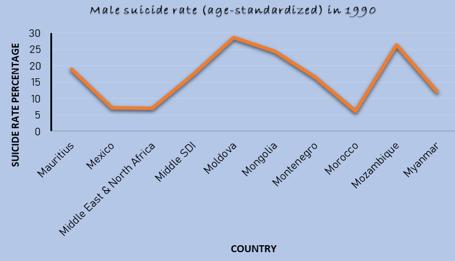 Male suicide rate (age-standardized) in 1990
SUICIDE RATE PERCENTAGE
30
25
20
15
10
5
0
Mauritius
Mexico
Middle East & North Africa
Middle SDI
Moldova
Mongolia
Montenegro
Morocco
Mozambique
Myanmar
COUNTRY